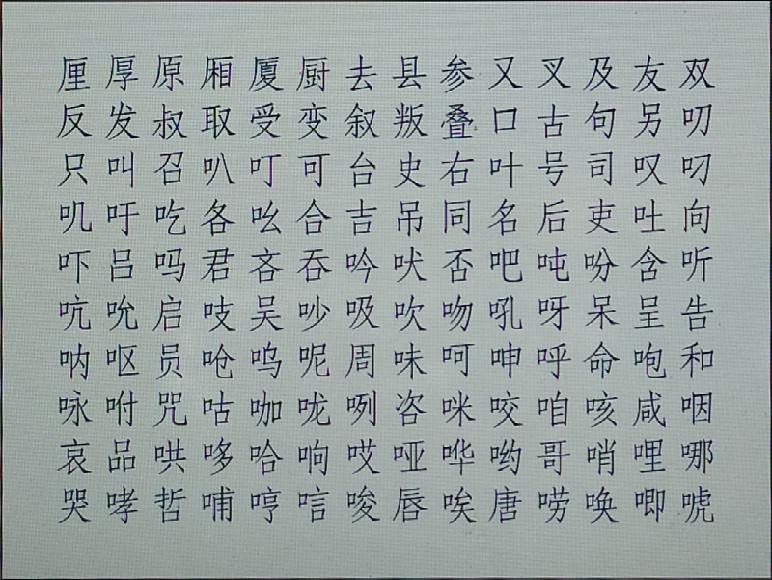 厘厚原厢厦厨去县参又叉及友双
反发叔取受变叙叛叠口古句另叨
只叫召叭叮可台史右叶号司叹叼
叽吁吃各吆合吉吊同名后吏吐向
吓吕吗君吝吞吟吠否吧吨吩含听
吭吮启吱吴吵吸吹吻吼呀呆呈告
呐呕员呛呜呢周味呵呻呼命咆和
咏咐咒咕咖咙咧咨咪咬咱咳咸咽
哀品哄哆哈响哎哑哗哟哥哨哩哪
哭哮哲哺哼唁唆唇唉唐唠唤唧唬